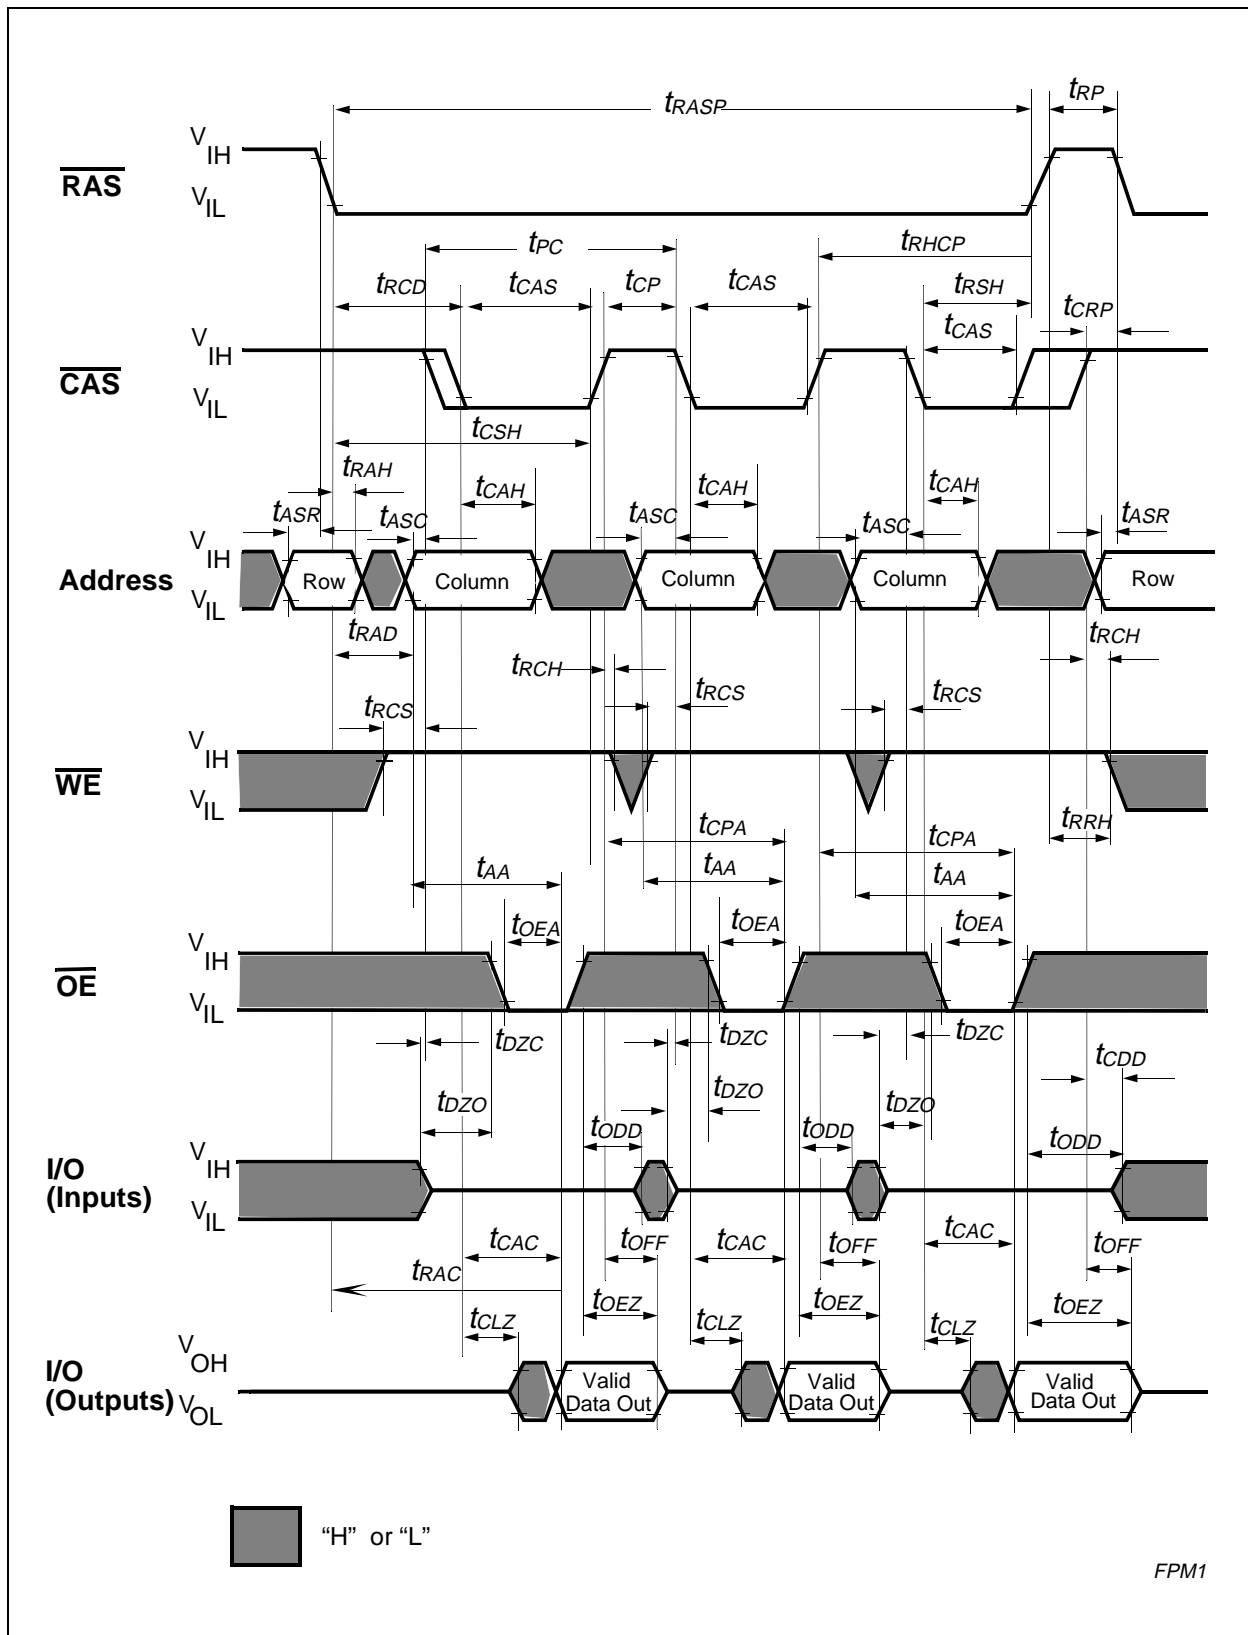 tRASP tRP
VIH
RAS
VIL
tPC tRHCP
tRCD tCAS tCP tCAS tRSH tCRP
tCAS
VIH
CAS
VIL
tCSH
tRAH tCAH tCAH tCAH
tASR tASC tASC tASC tASR
VIH
Address Row Column Column Column Row
VIL
tRAD tRCH
tRCH tRCS tRCS
tRCS
VIH
WE
VIL
tCPA tCPA tRRH
tAA tAA tAA
tOEA tOEA tOEA
VIH
OE
VIL
tDZC tDZC tDZC tCDD
tDZO tDZO tDZO
tODD tODD tODD
I/O VIH
(Inputs)
VIL
tCAC tOFF tCAC tOFF tCAC tOFF
tRAC
tOEZ tOEZ tOEZ
tCLZ tCLZ tCLZ
I/O VOH
Valid Valid Valid
(Outputs) VOL Data Out Data Out Data Out
“H” or “L”
FPM1